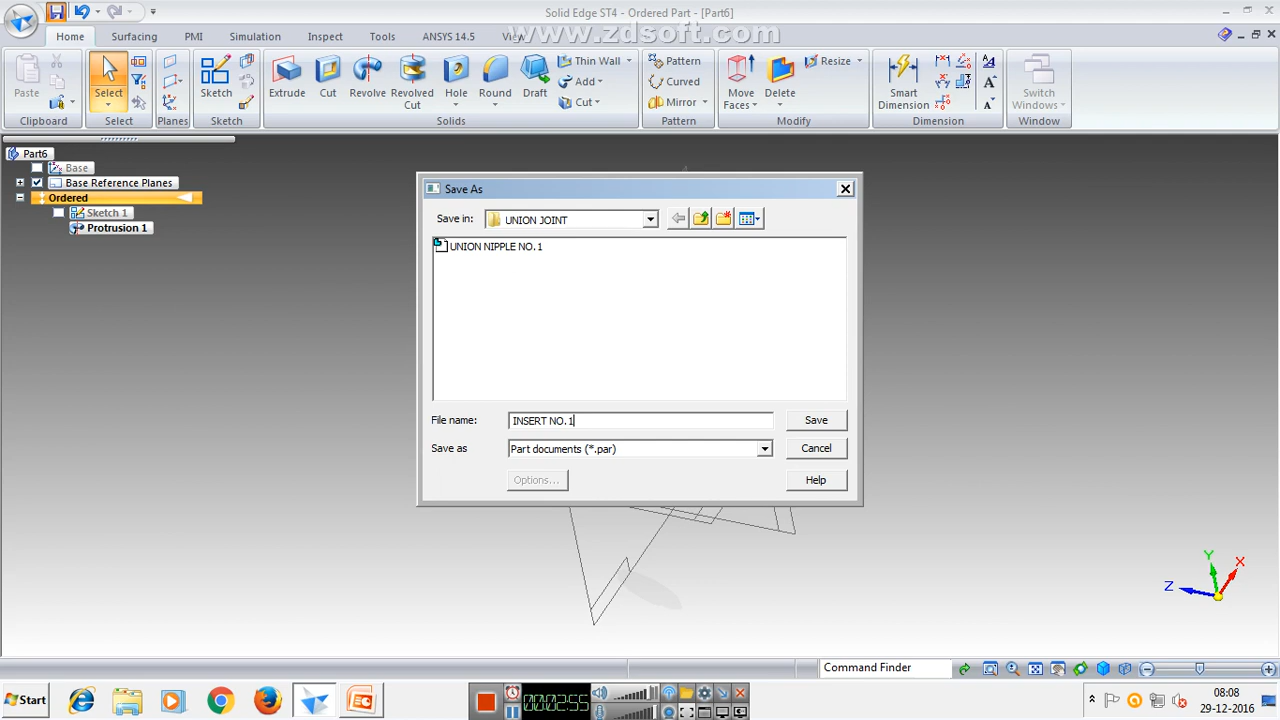 Solid Edge ST4 - Ordered Part - [Part6]
www.zdsoft.com
Home
Surfacing
PMI
Simulation
Inspect
Tools
ANSYS 14.5
View
Paste
Select
Sketch
Extrude
Cut
Revolve
Revolved Cut
Hole
Round
Draft
Thin Wall
Add
Cut
Pattern
Curved
Mirror
Move Faces
Delete
Resize
Smart Dimension
Switch Windows
Clipboard
Select
Planes
Sketch
Solids
Pattern
Modify
Dimension
Window
Part6
Base
Base Reference Planes
Ordered
Sketch 1
Protrusion 1
Save As
Save in:
UNION JOINT
UNION NIPPLE NO.1
File name:
INSERT NO.1
Save
Save as
Part documents (*.par)
Cancel
Options...
Help
Y
X
Z
Command Finder
Start
00:02:55
08:08
29-12-2016